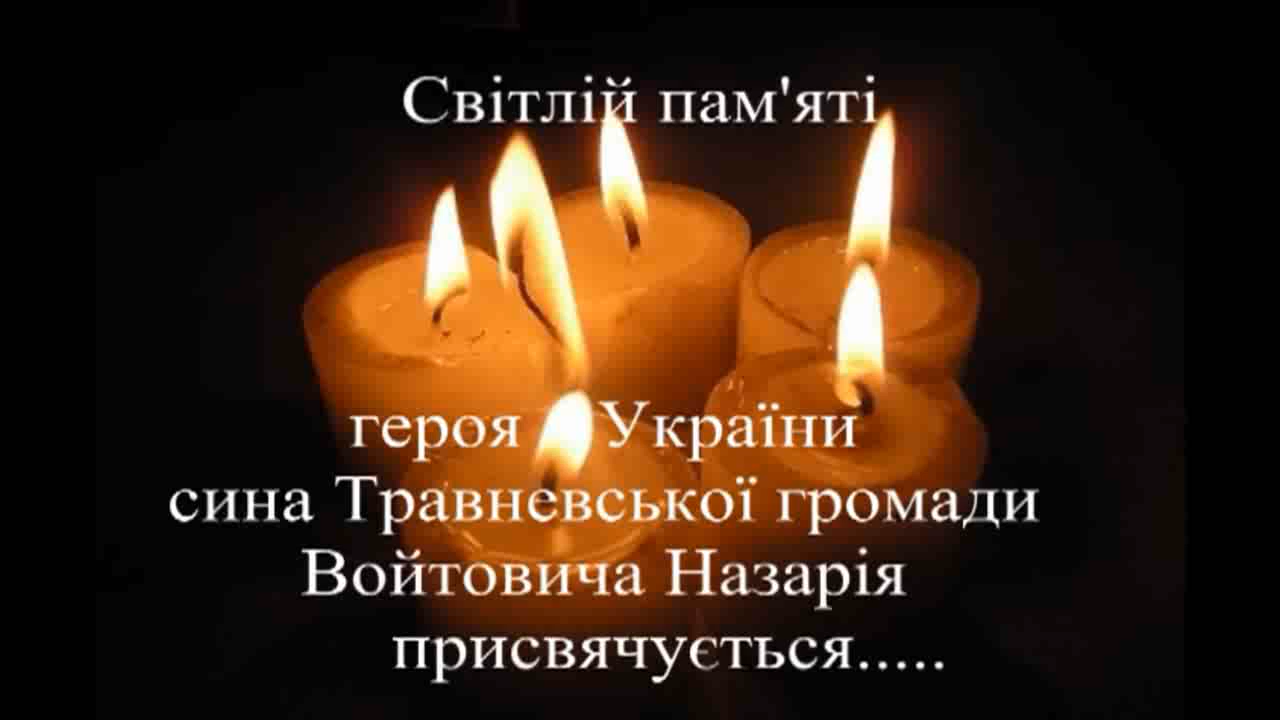 Світлій пам'яті
героя України
сина Травневської громади
Войтовича Назарія
присвячується.....